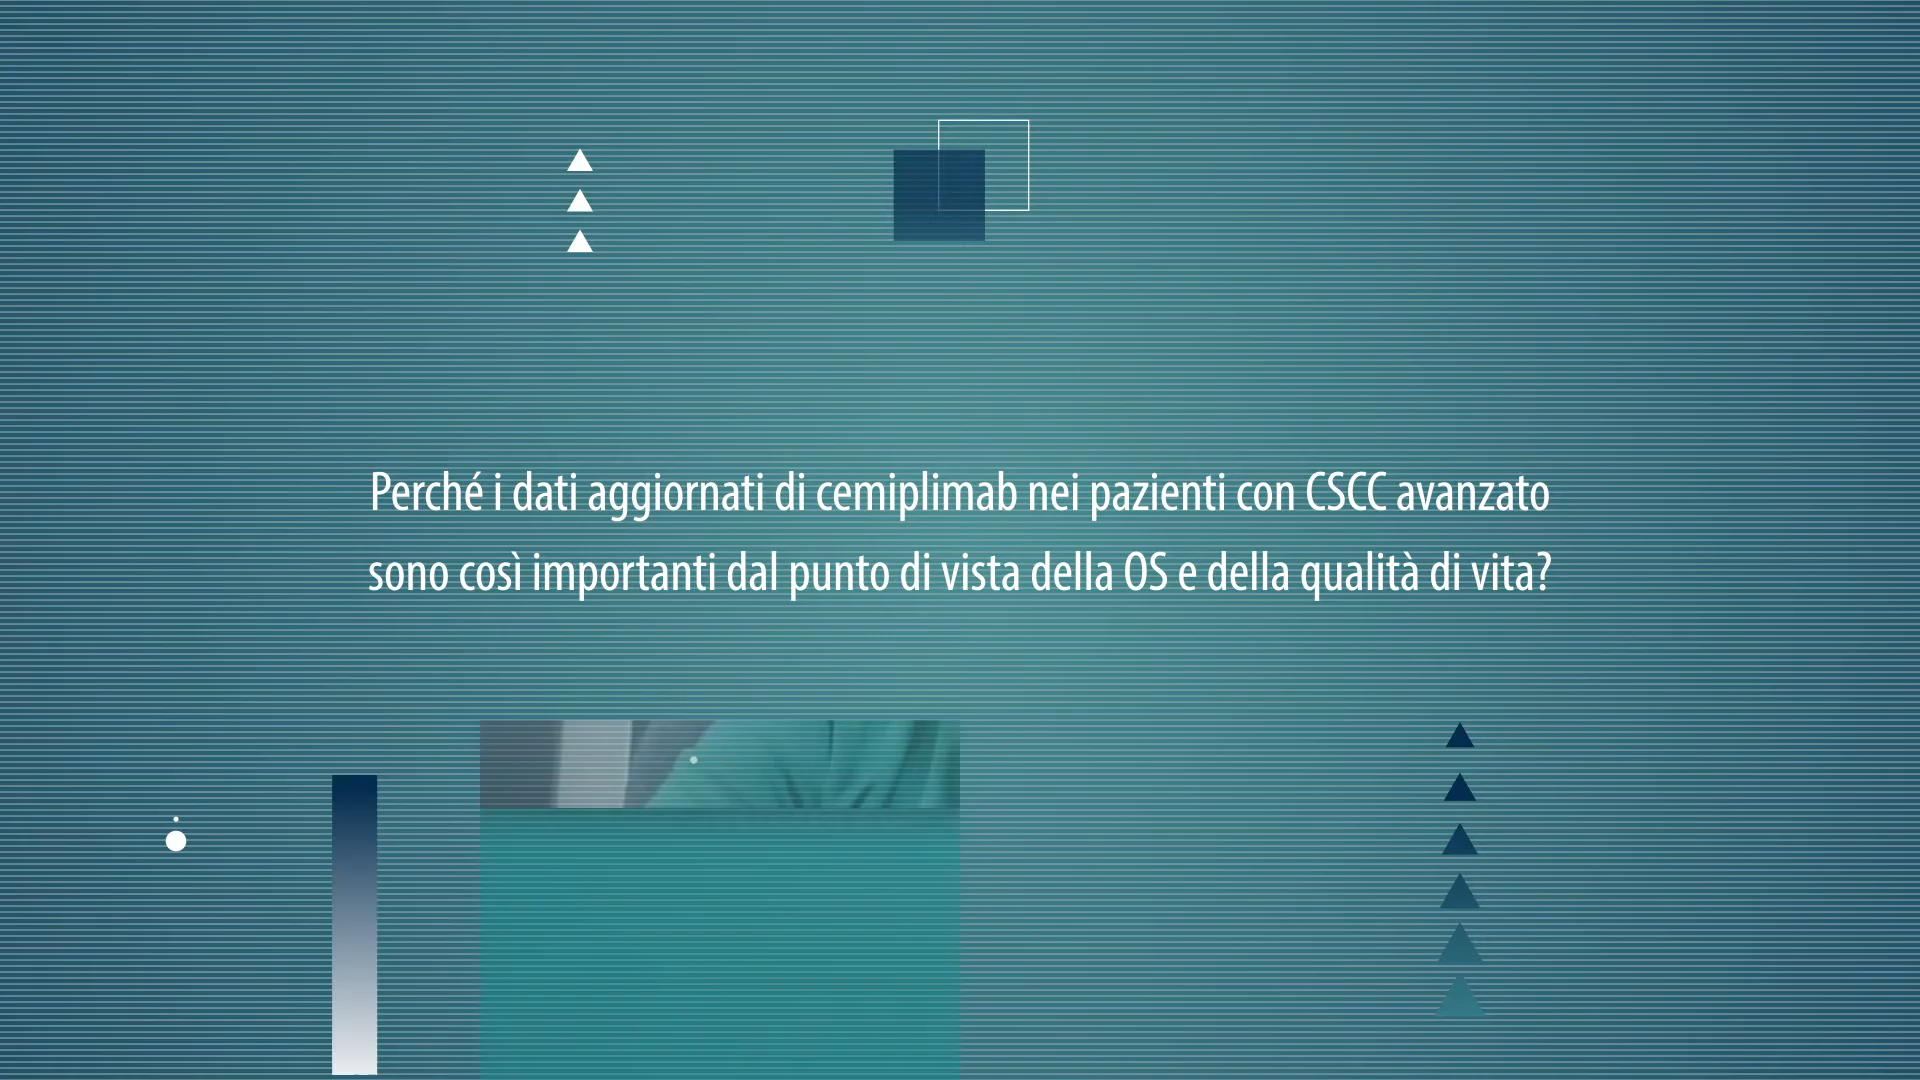 Perché i dati aggiornati di cemiplimab nei pazienti con CSCC avanzato
sono così importanti dal punto di vista della OS e della qualità di vita?